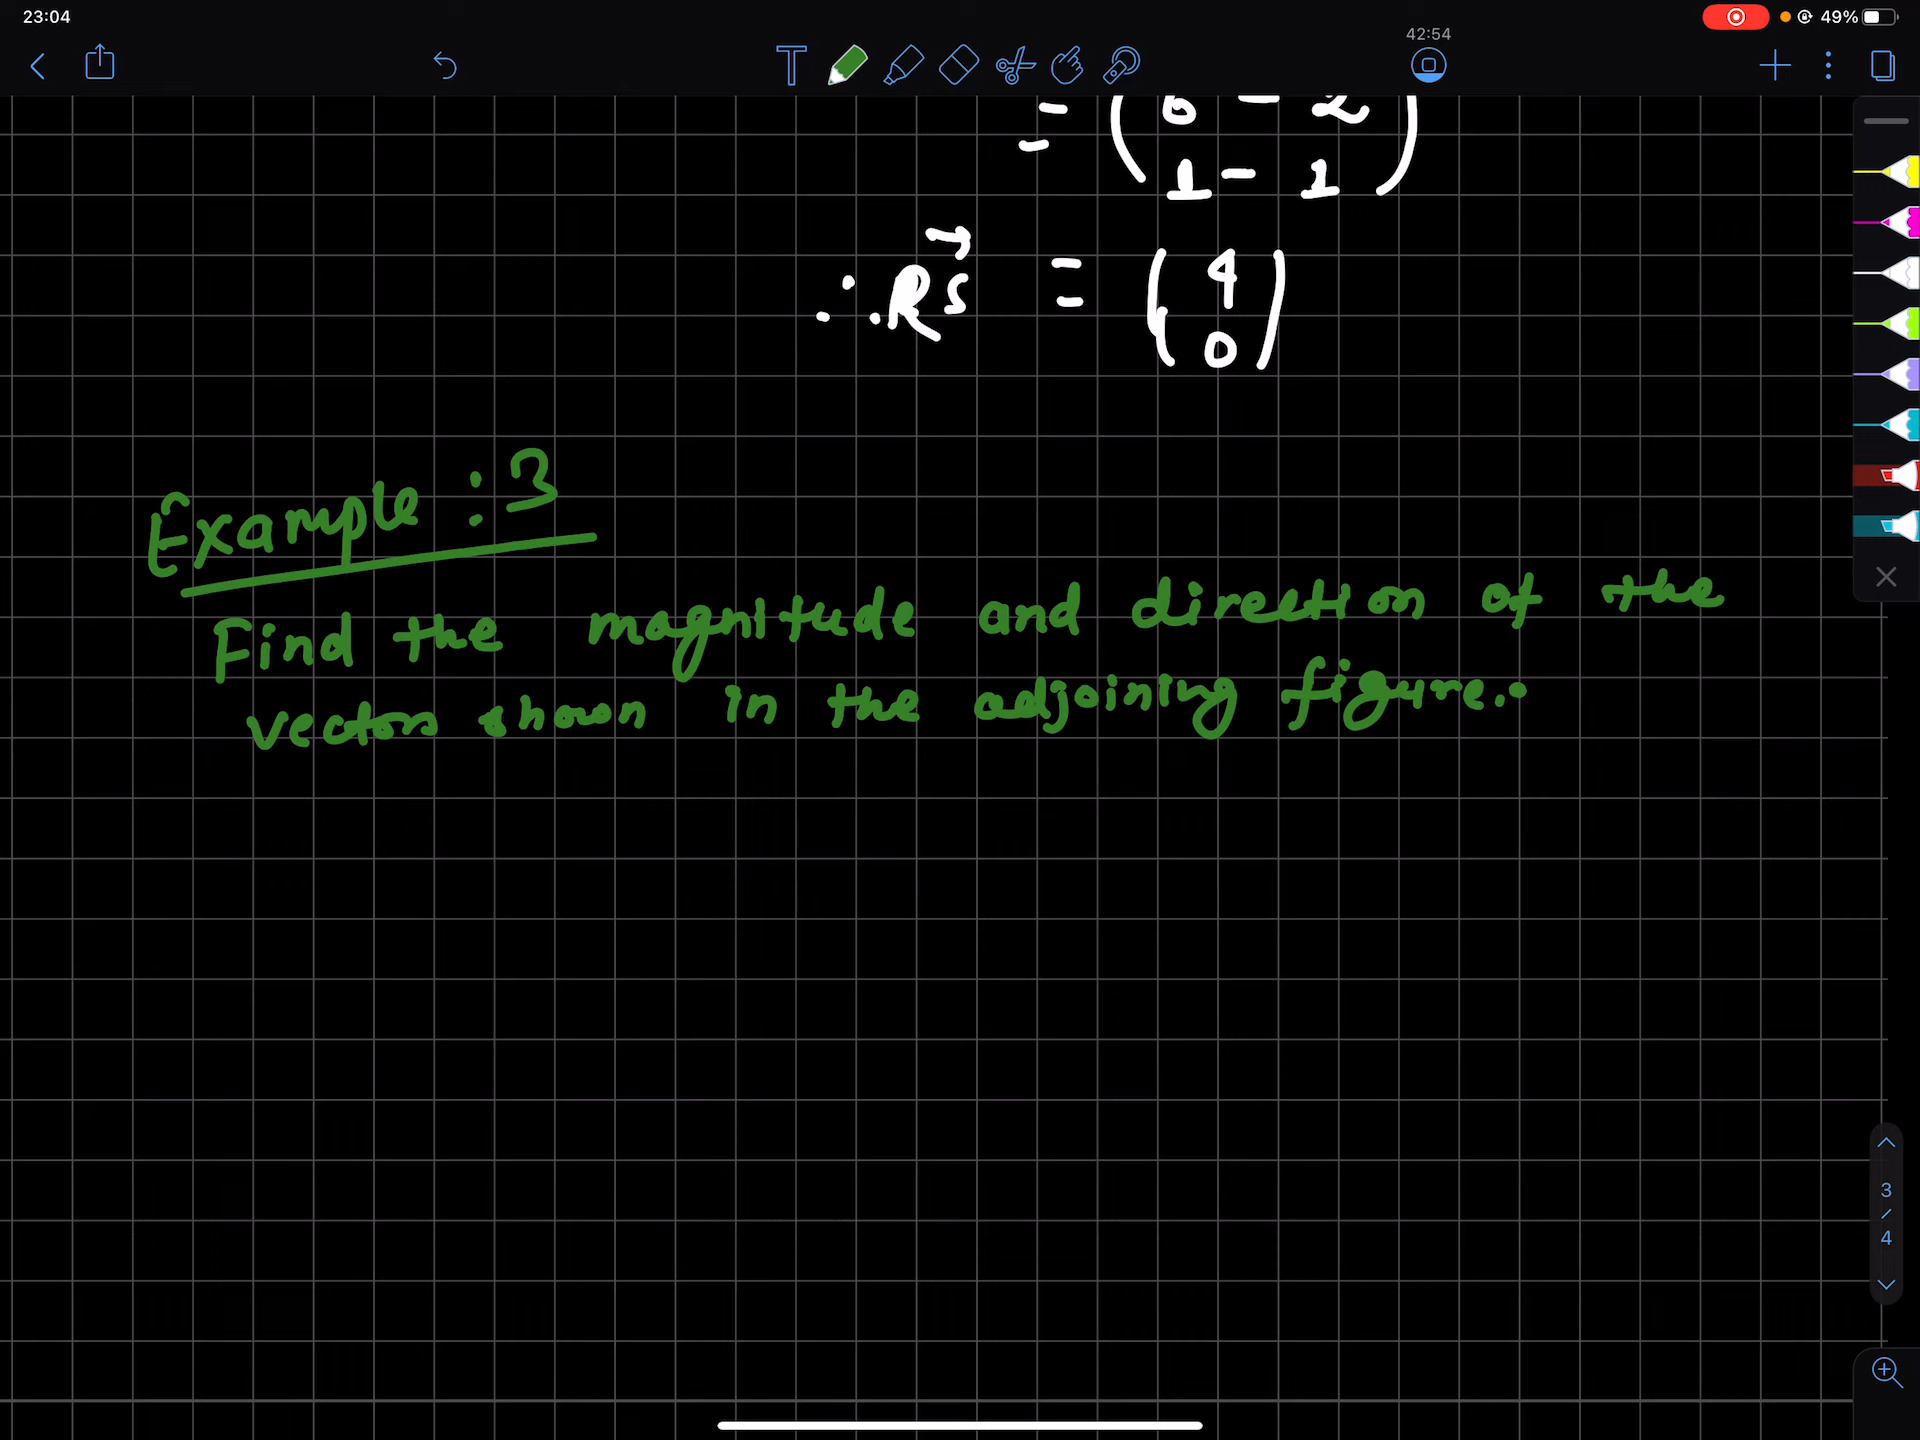 23:04
49%
42:54
= ( 6 - 2
1 - 1 )
∴ R⃗S = ( 4
0 )
Example : 3
Find the magnitude and direction of the
vectors shown in the adjoining figure.
3
/
4